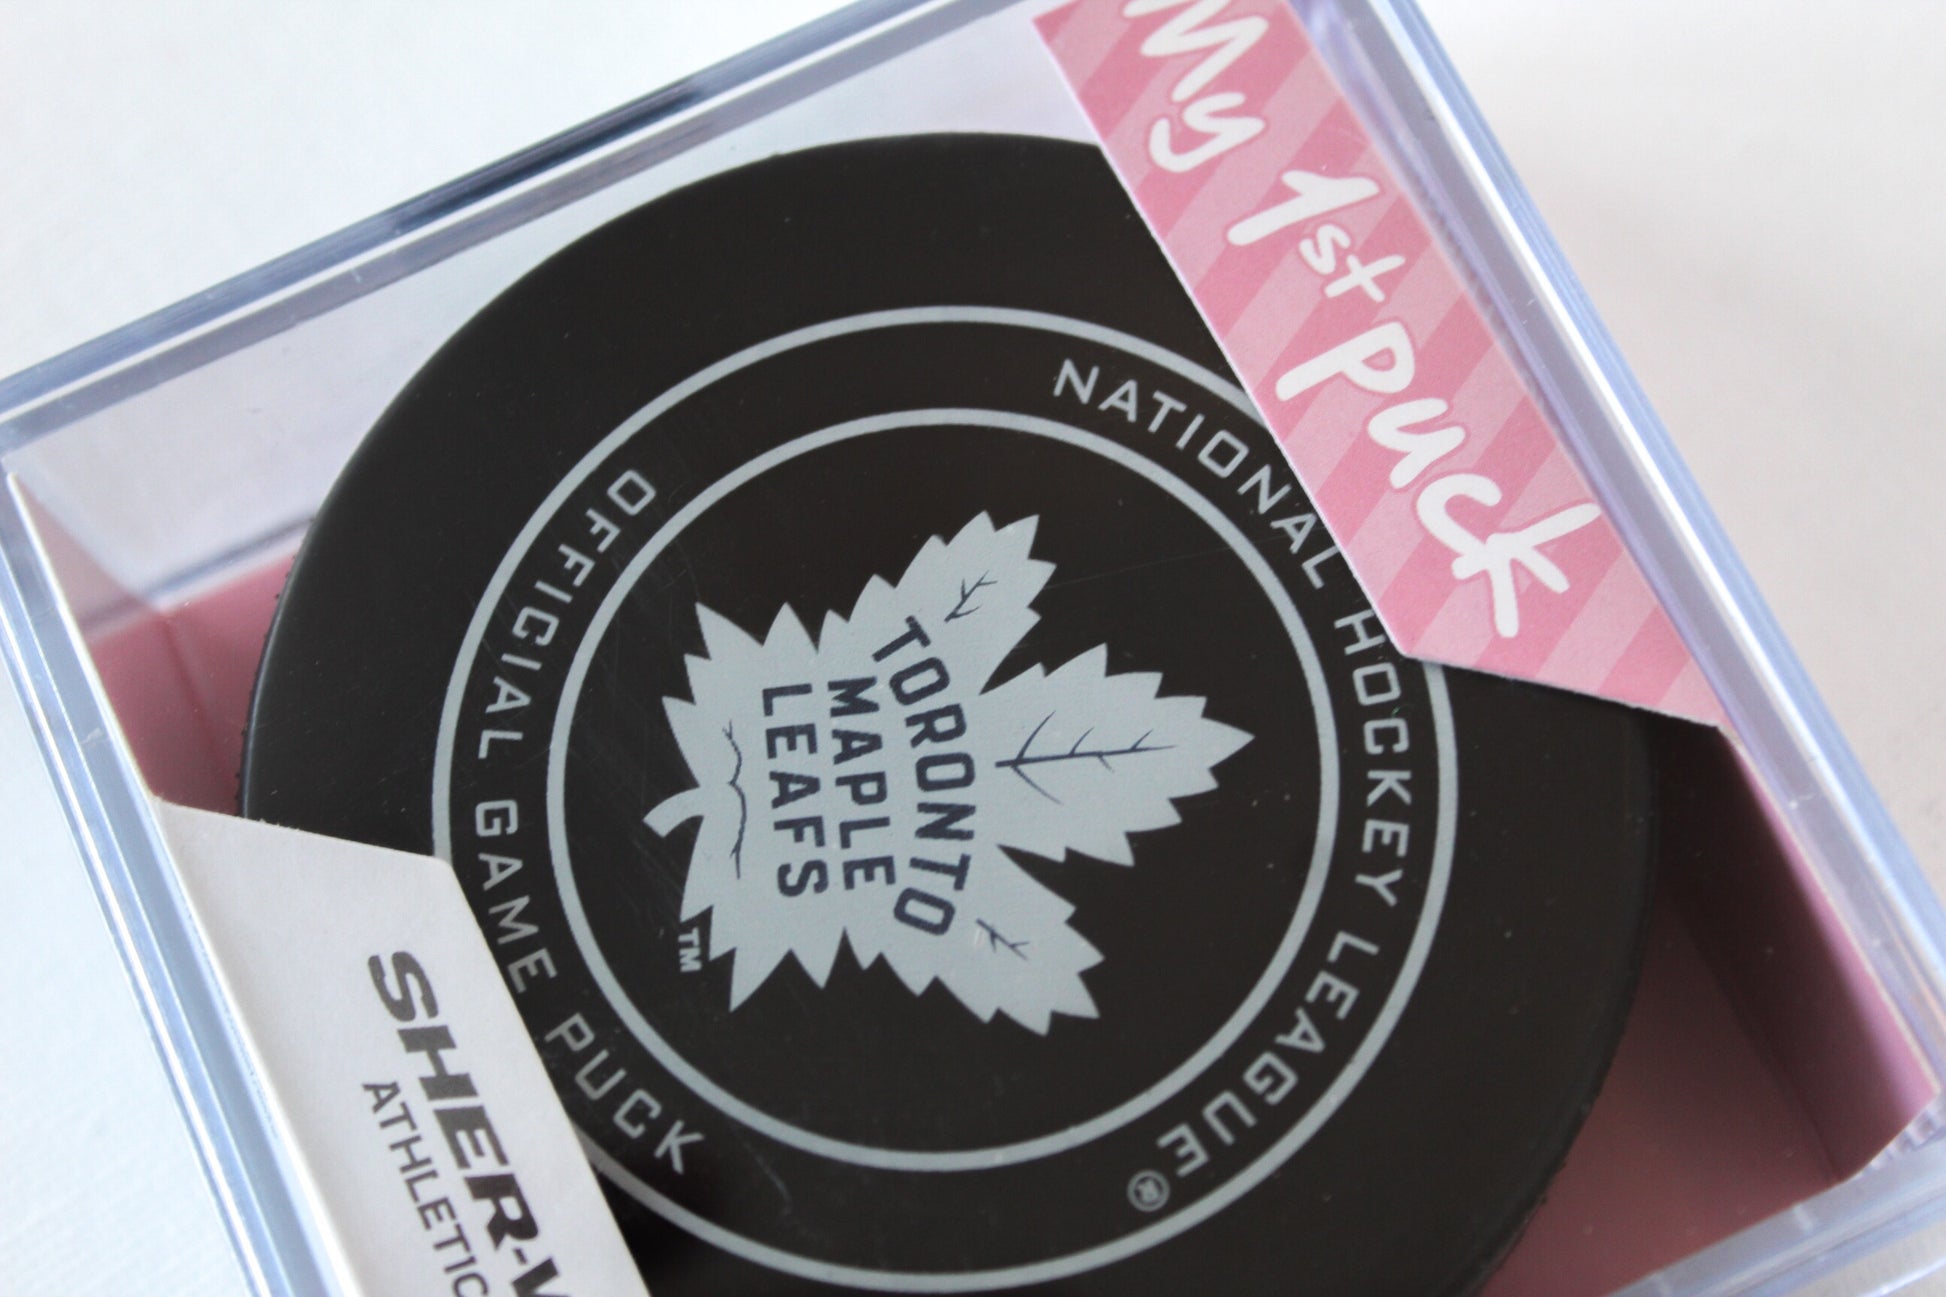 My 1st Puck
NATIONAL HOCKEY LEAGUE®
OFFICIAL GAME PUCK
TORONTO
MAPLE
LEAFS
TM
SHER-W
ATHLETIC